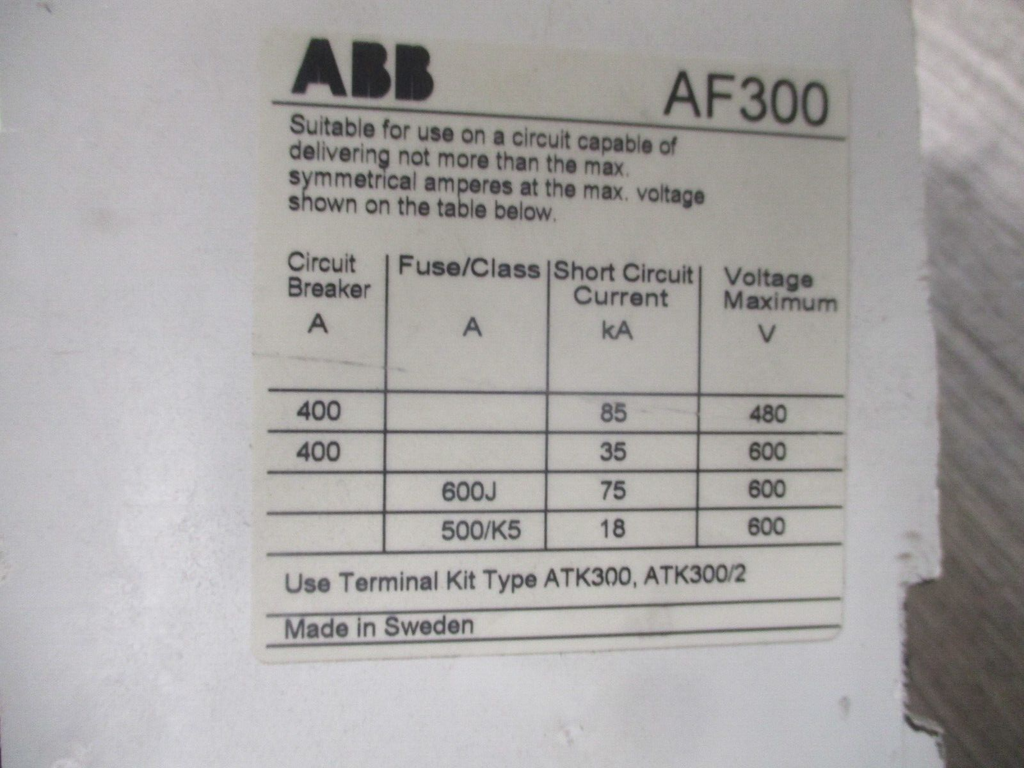 ABB AF300
Suitable for use on a circuit capable of
delivering not more than the max.
symmetrical amperes at the max. voltage
shown on the table below.
Circuit Breaker A | Fuse/Class A | Short Circuit Current kA | Voltage Maximum V
400 | | 85 | 480
400 | | 35 | 600
| 600J | 75 | 600
| 500/K5 | 18 | 600
Use Terminal Kit Type ATK300, ATK300/2
Made in Sweden